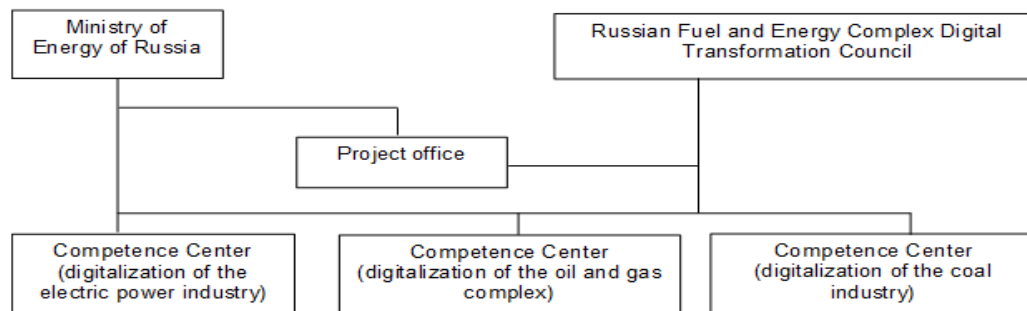 Ministry of
Energy of Russia
Russian Fuel and Energy Complex Digital
Transformation Council
Project office
Competence Center
(digitalization of the
electric power industry)
Competence Center
(digitalization of the oil and gas
complex)
Competence Center
(digitalization of the coal
industry)